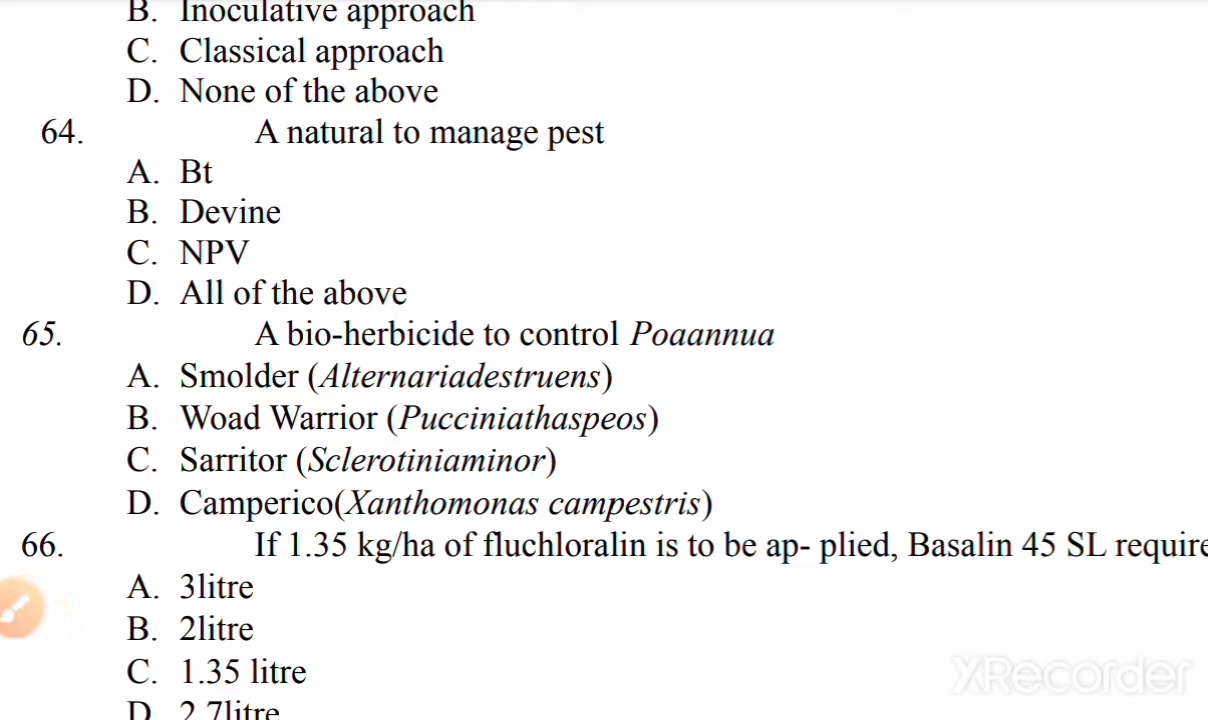 B. Inoculative approach
C. Classical approach
D. None of the above
64. A natural to manage pest
A. Bt
B. Devine
C. NPV
D. All of the above
65. A bio-herbicide to control Poaannua
A. Smolder (Alternariadestruens)
B. Woad Warrior (Pucciniathaspeos)
C. Sarritor (Sclerotiniaminor)
D. Camperico(Xanthomonas campestris)
66. If 1.35 kg/ha of fluchloralin is to be ap- plied, Basalin 45 SL require
A. 3litre
B. 2litre
C. 1.35 litre
D. 2.7litre
XRecorder